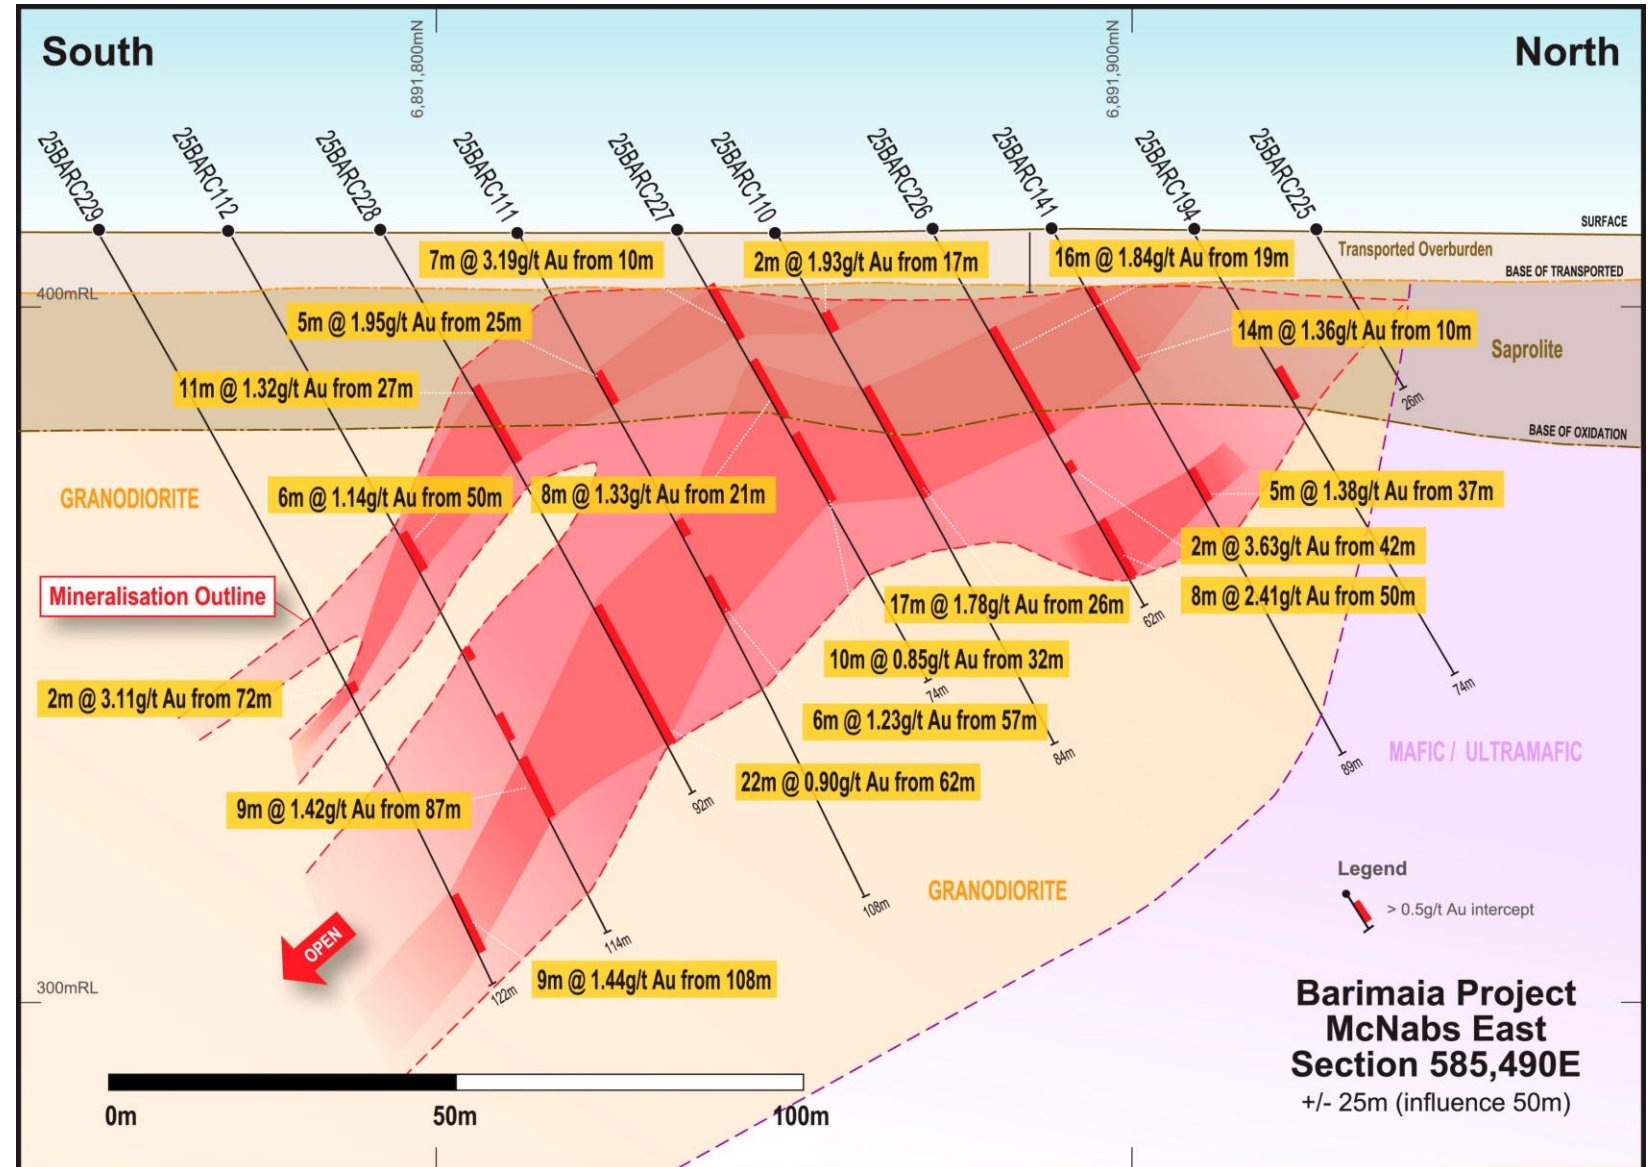 South
North
6,891,800mN
6,891,900mN
25BARC229
25BARC112
25BARC228
25BARC111
25BARC227
25BARC110
25BARC226
25BARC141
25BARC194
25BARC225
SURFACE
Transported Overburden
BASE OF TRANSPORTED
400mRL
7m @ 3.19g/t Au from 10m
2m @ 1.93g/t Au from 17m
16m @ 1.84g/t Au from 19m
5m @ 1.95g/t Au from 25m
14m @ 1.36g/t Au from 10m
Saprolite
11m @ 1.32g/t Au from 27m
26m
BASE OF OXIDATION
GRANODIORITE
6m @ 1.14g/t Au from 50m
8m @ 1.33g/t Au from 21m
5m @ 1.38g/t Au from 37m
2m @ 3.63g/t Au from 42m
Mineralisation Outline
17m @ 1.78g/t Au from 26m
8m @ 2.41g/t Au from 50m
62m
10m @ 0.85g/t Au from 32m
74m
74m
2m @ 3.11g/t Au from 72m
6m @ 1.23g/t Au from 57m
84m
89m
MAFIC / ULTRAMAFIC
22m @ 0.90g/t Au from 62m
92m
9m @ 1.42g/t Au from 87m
Legend
> 0.5g/t Au intercept
GRANODIORITE
108m
OPEN
114m
9m @ 1.44g/t Au from 108m
122m
300mRL
Barimaia Project
McNabs East
Section 585,490E
+/- 25m (influence 50m)
0m
50m
100m